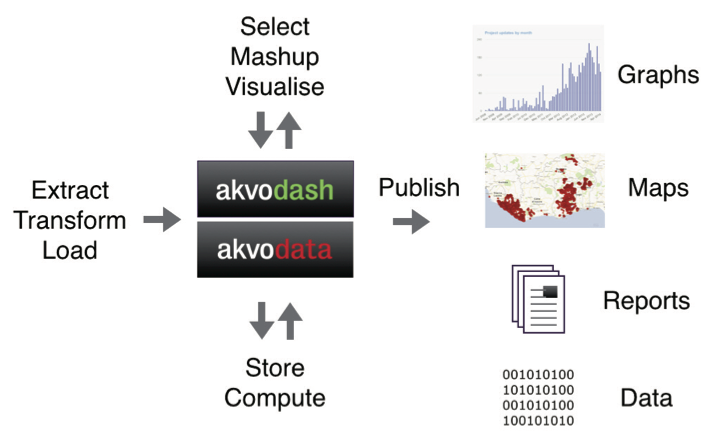 Select
Mashup
Visualise
Extract
Transform
Load
akvodash
akvodata
Publish
Store
Compute
Project updates by month
Graphs
Maps
Reports
001010100
101010100
001010100
100101010
Data